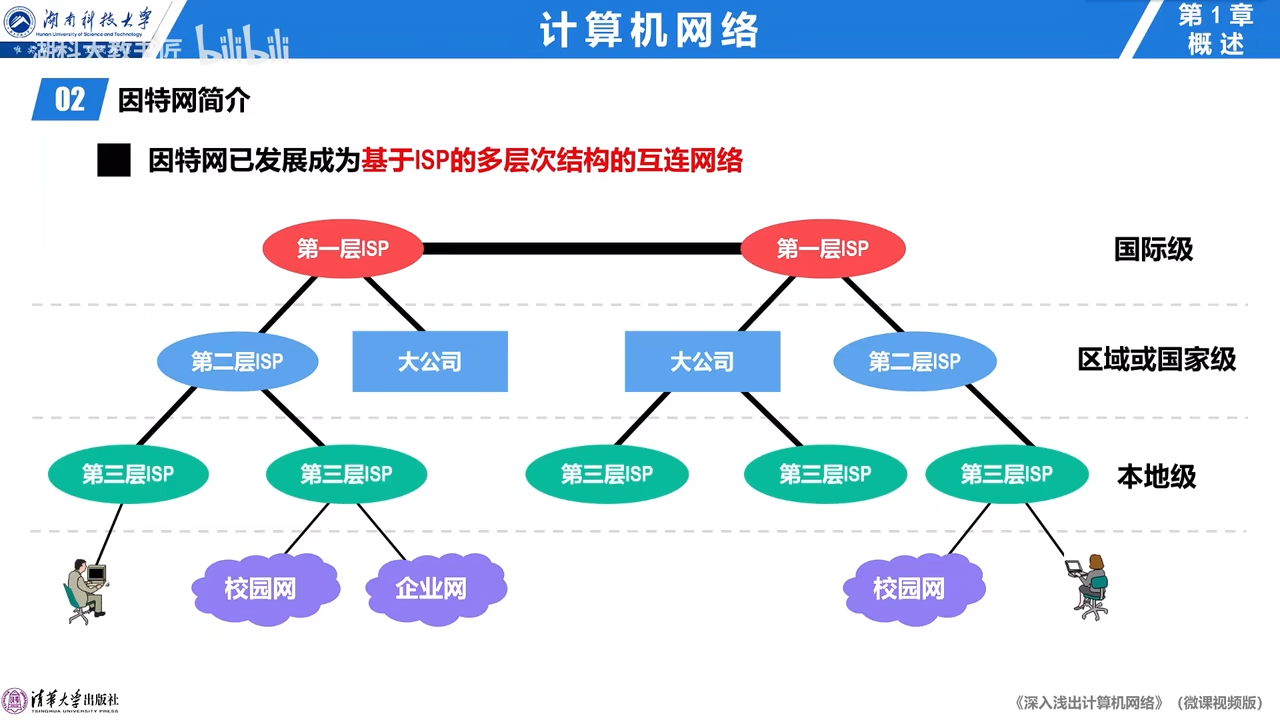 湖南科技大学
Hunan University of Science and Technology
湖科大教书匠 bilibili
计算机网络
第 1 章
概 述
02 因特网简介
因特网已发展成为基于ISP的多层次结构的互连网络
第一层ISP 第一层ISP 国际级
第二层ISP 大公司 大公司 第二层ISP 区域或国家级
第三层ISP 第三层ISP 第三层ISP 第三层ISP 第三层ISP 本地级
校园网 企业网 校园网
清华大学出版社
TSINGHUA UNIVERSITY PRESS
《深入浅出计算机网络》（微课视频版）